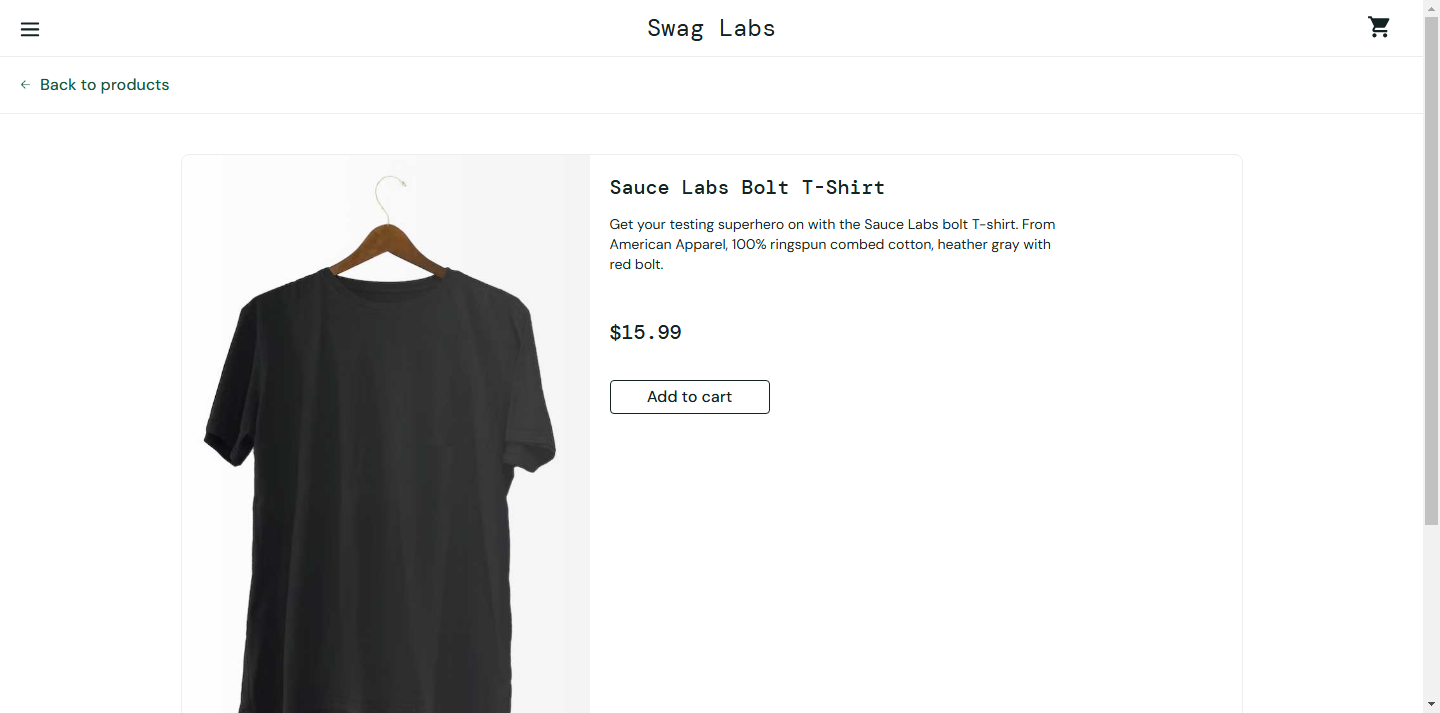 Swag Labs
Back to products
Sauce Labs Bolt T-Shirt
Get your testing superhero on with the Sauce Labs bolt T-shirt. From
American Apparel, 100% ringspun combed cotton, heather gray with
red bolt.
$15.99
Add to cart